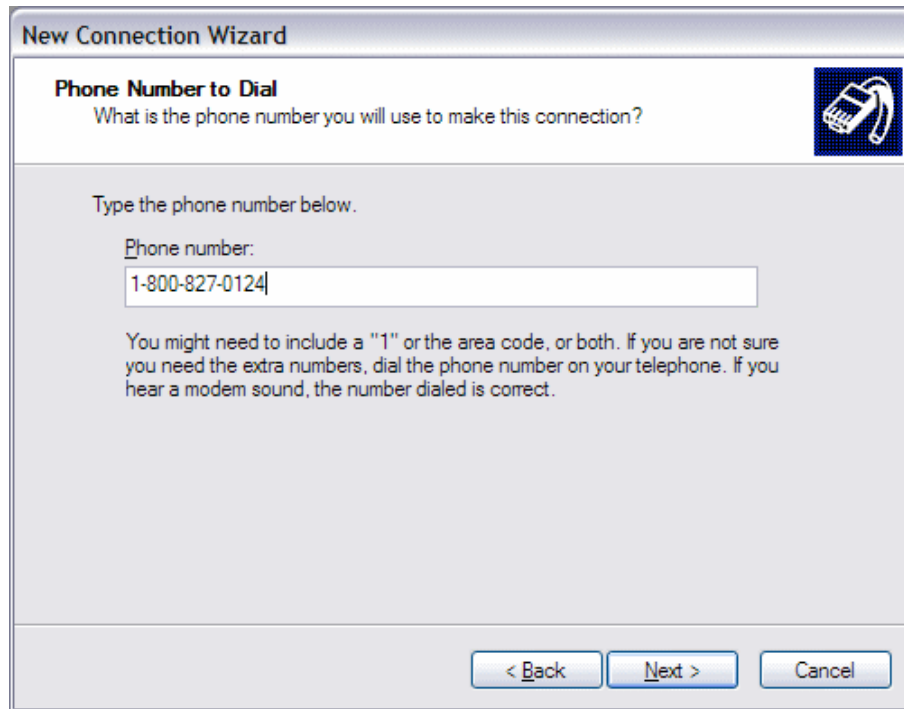 New Connection Wizard
Phone Number to Dial
What is the phone number you will use to make this connection?
Type the phone number below.
Phone number:
1-800-827-0124
You might need to include a "1" or the area code, or both. If you are not sure
you need the extra numbers, dial the phone number on your telephone. If you
hear a modem sound, the number dialed is correct.
< Back Next > Cancel